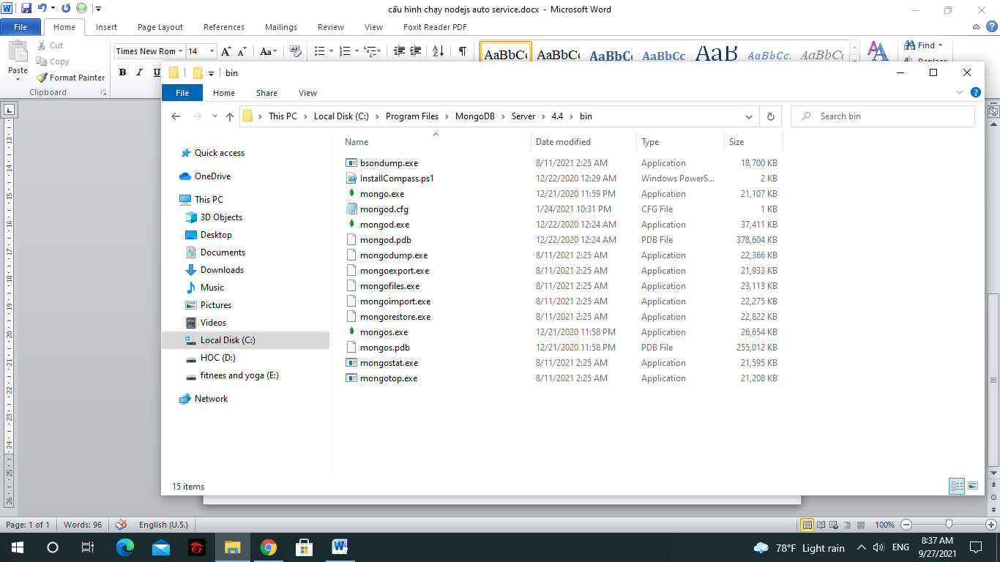 cấu hình chạy nodejs auto service.docx - Microsoft Word
File Home Insert Page Layout References Mailings Review View Foxit Reader PDF
Paste
Cut
Copy
Format Painter
Clipboard
Times New Rom 14
Aa
B I U
AaBbCc AaBbCc AaBbCc AaBbCc AaB AaBbCc. AaBbCc
Find
Replace
bin
File Home Share View
This PC Local Disk (C:) Program Files MongoDB Server 4.4 bin
Search bin
Quick access
OneDrive
This PC
3D Objects
Desktop
Documents
Downloads
Music
Pictures
Videos
Local Disk (C:)
HOC (D:)
fitnees and yoga (E:)
Network
Name Date modified Type Size
bsondump.exe 8/11/2021 2:25 AM Application 18,700 KB
InstallCompass.ps1 12/22/2020 12:29 AM Windows PowerS... 2 KB
mongo.exe 12/21/2020 11:59 PM Application 21,107 KB
mongod.cfg 1/24/2021 10:31 PM CFG File 1 KB
mongod.exe 12/22/2020 12:24 AM Application 37,411 KB
mongod.pdb 12/22/2020 12:24 AM PDB File 378,604 KB
mongodump.exe 8/11/2021 2:25 AM Application 22,366 KB
mongoexport.exe 8/11/2021 2:25 AM Application 21,933 KB
mongofiles.exe 8/11/2021 2:25 AM Application 23,113 KB
mongoimport.exe 8/11/2021 2:25 AM Application 22,275 KB
mongorestore.exe 8/11/2021 2:25 AM Application 22,822 KB
mongos.exe 12/21/2020 11:58 PM Application 26,654 KB
mongos.pdb 12/21/2020 11:58 PM PDB File 255,012 KB
mongostat.exe 8/11/2021 2:25 AM Application 21,595 KB
mongotop.exe 8/11/2021 2:25 AM Application 21,208 KB
15 items
Page: 1 of 1 Words: 96 English (U.S.) 100%
78°F Light rain ENG 8:37 AM
9/27/2021